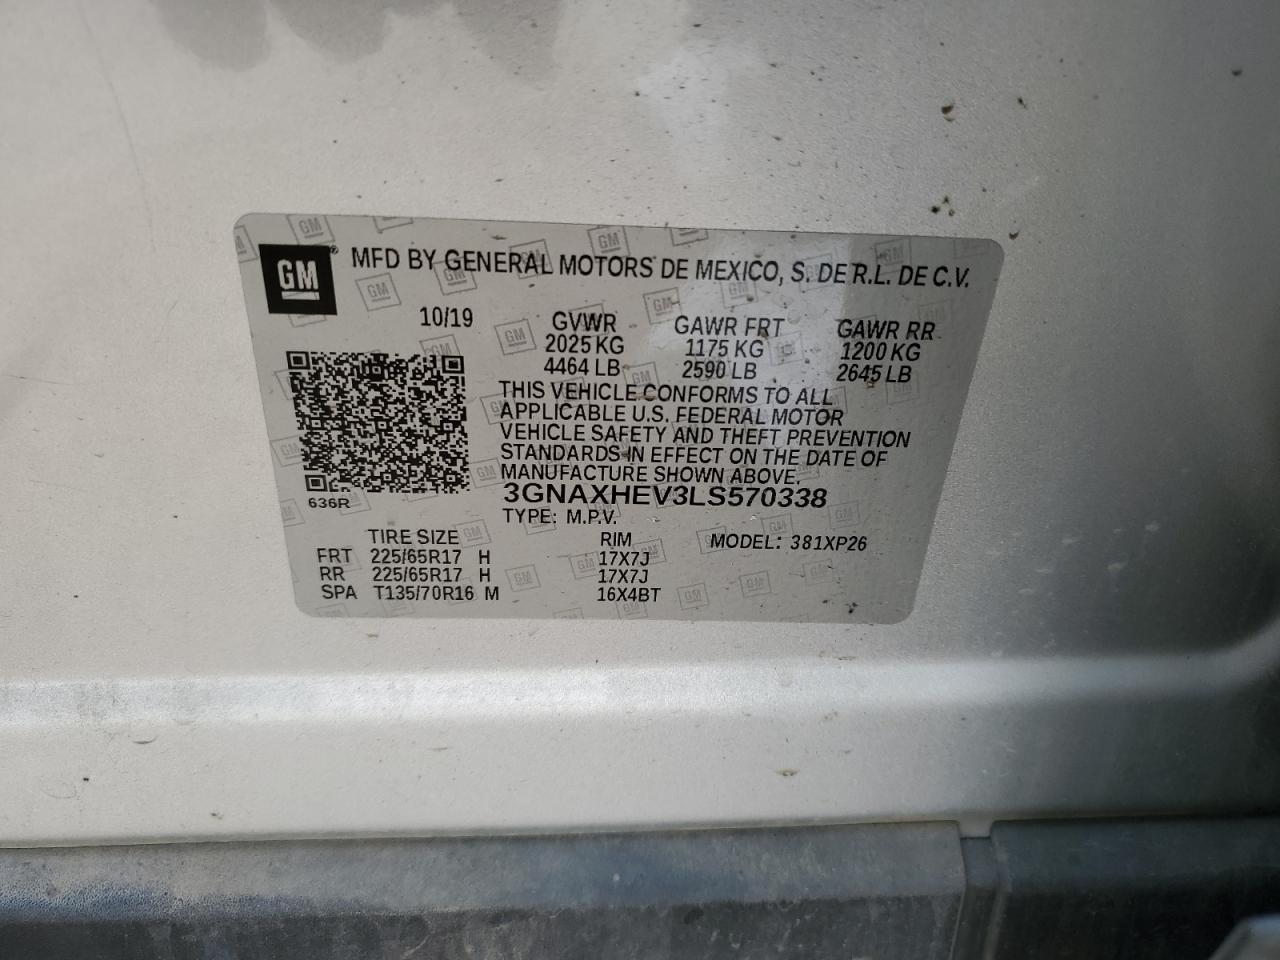 GM
® MFD BY GENERAL MOTORS DE MEXICO, S. DE R.L. DE C.V.
10/19 GVWR GAWR FRT GAWR RR
2025 KG 1175 KG 1200 KG
4464 LB 2590 LB 2645 LB
THIS VEHICLE CONFORMS TO ALL
APPLICABLE U.S. FEDERAL MOTOR
VEHICLE SAFETY AND THEFT PREVENTION
STANDARDS IN EFFECT ON THE DATE OF
MANUFACTURE SHOWN ABOVE.
3GNAXHEV3LS570338
636R
TYPE: M.P.V.
TIRE SIZE RIM MODEL: 381XP26
FRT 225/65R17 H 17X7J
RR 225/65R17 H 17X7J
SPA T135/70R16 M 16X4BT